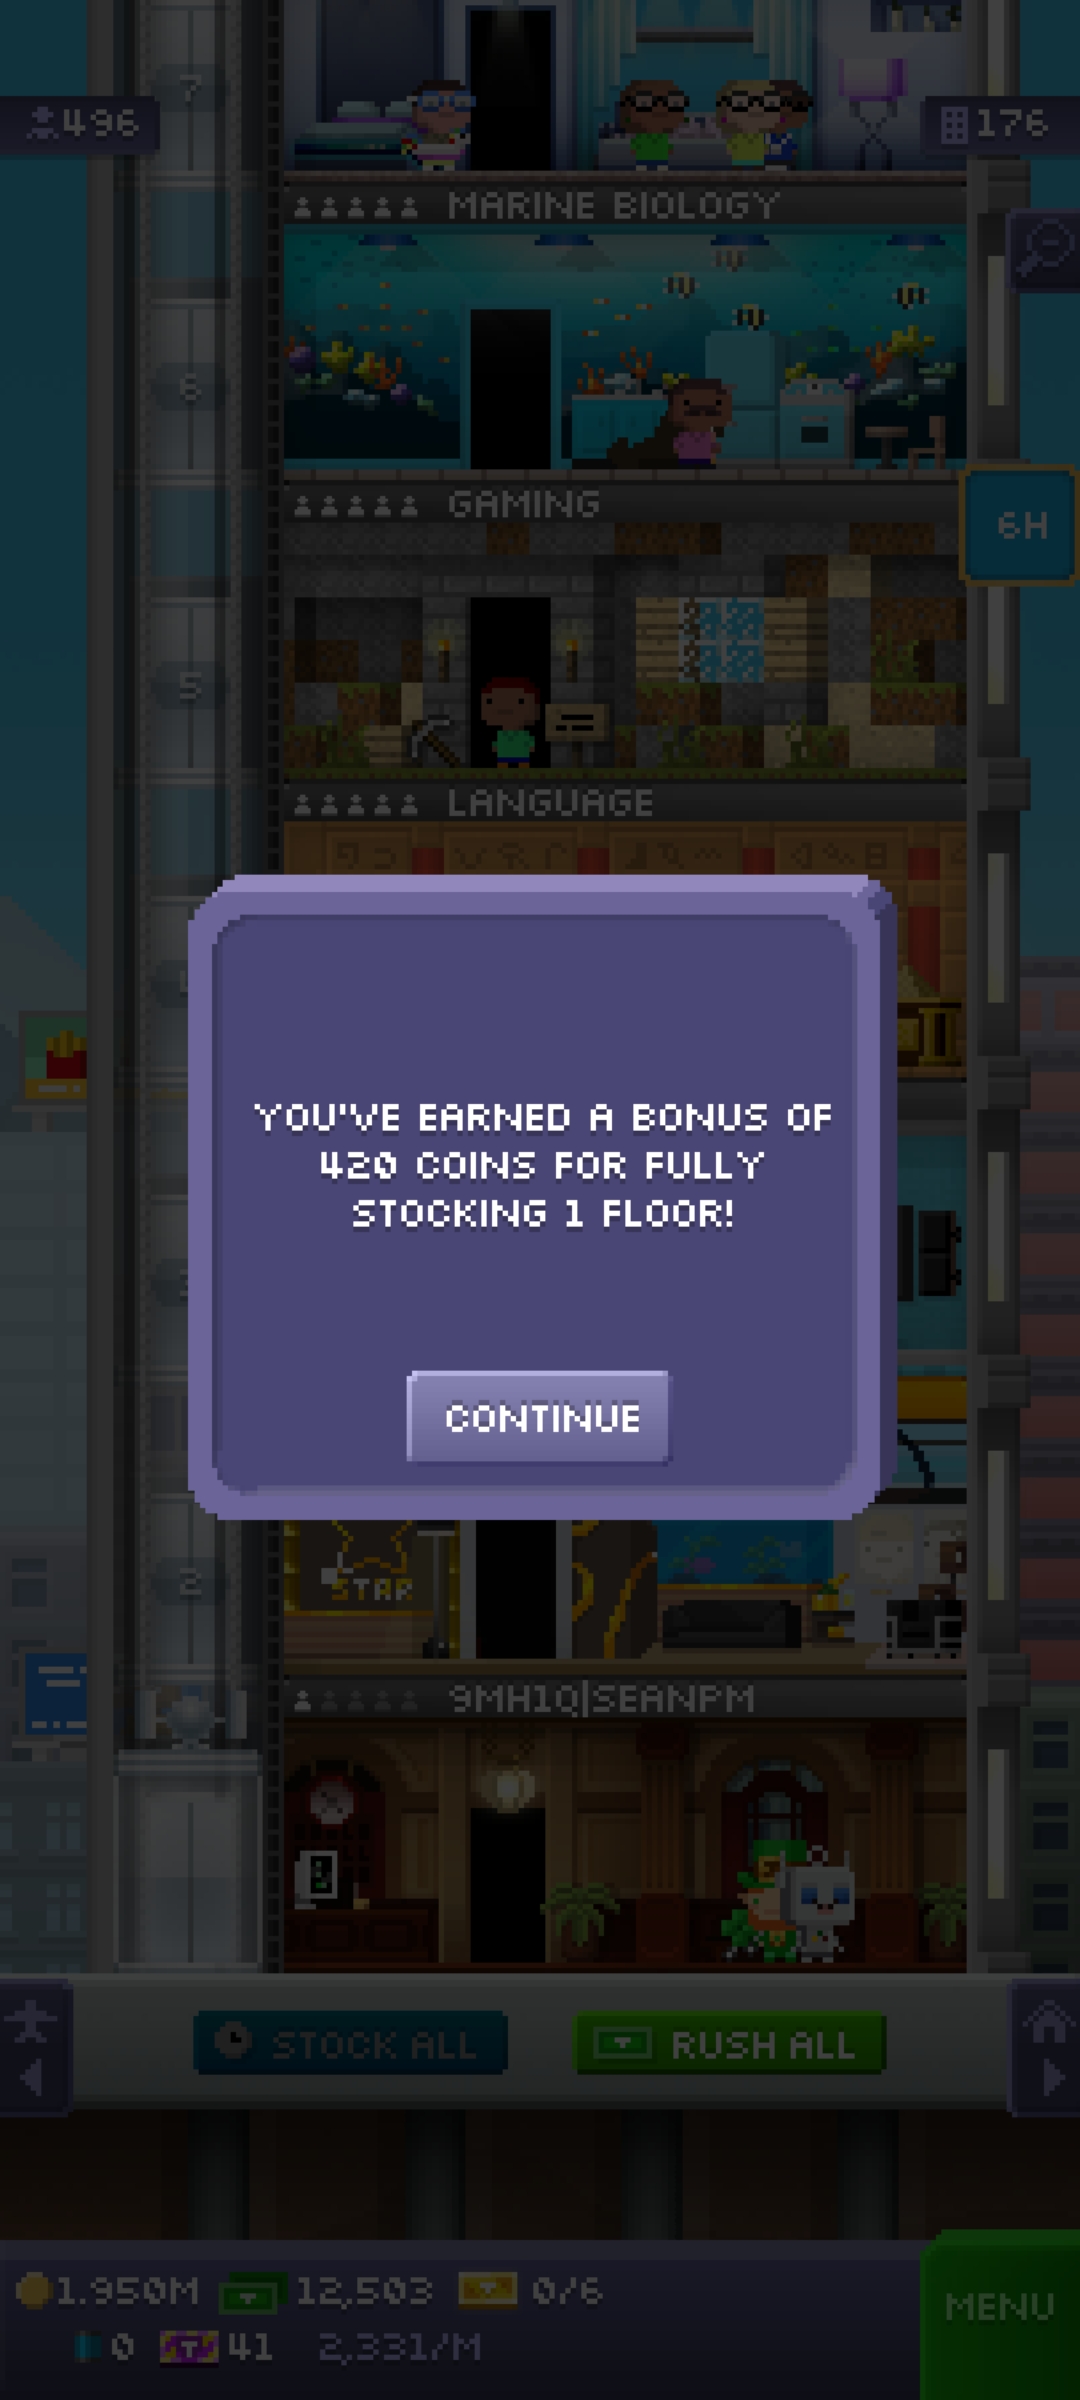 7
496
176
MARINE BIOLOGY
6
GAMING
6H
5
LANGUAGE
YOU'VE EARNED A BONUS OF
420 COINS FOR FULLY
STOCKING 1 FLOOR!
CONTINUE
2
STAR
9MH1Q|SEANPM
STOCK ALL
RUSH ALL
1.950M
12,503
0/6
MENU
0
41
2,331/M